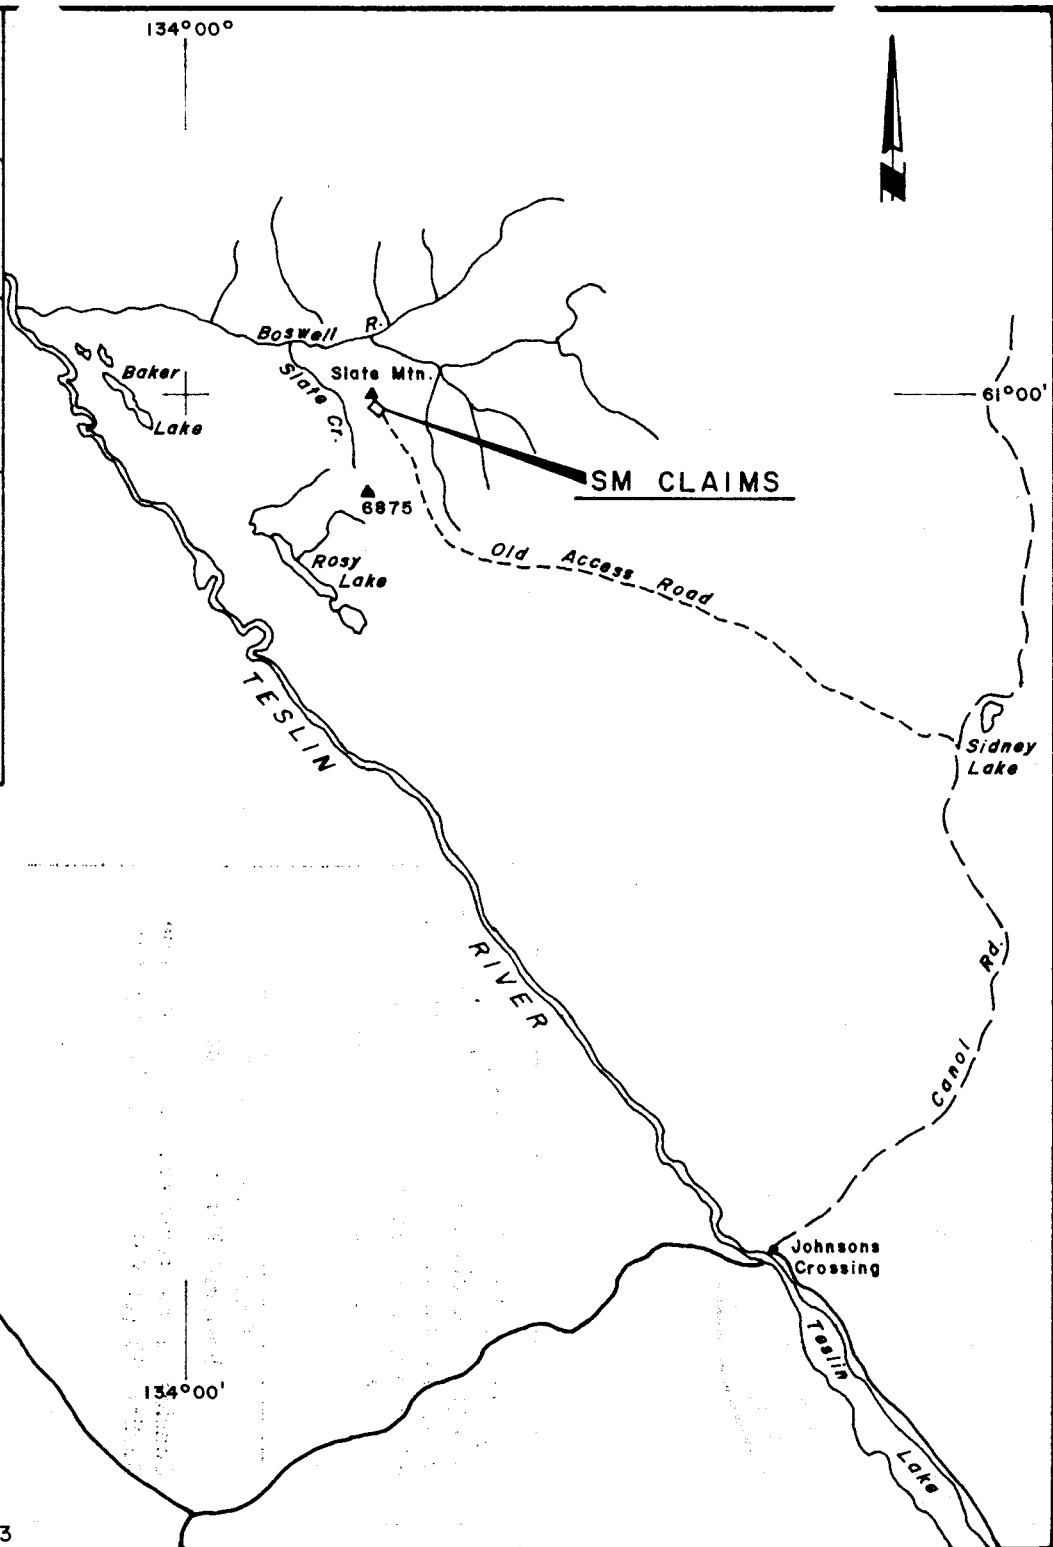 134°00°
Boswell R.
Slate Mtn.
Baker
Lake
Slate Cr.
61°00'
SM CLAIMS
6875
Old Access Road
Rosy
Lake
TESLIN
Sidney
Lake
RIVER
Rd.
Canol
Johnsons
Crossing
Teslin
134°00'
Lake
3